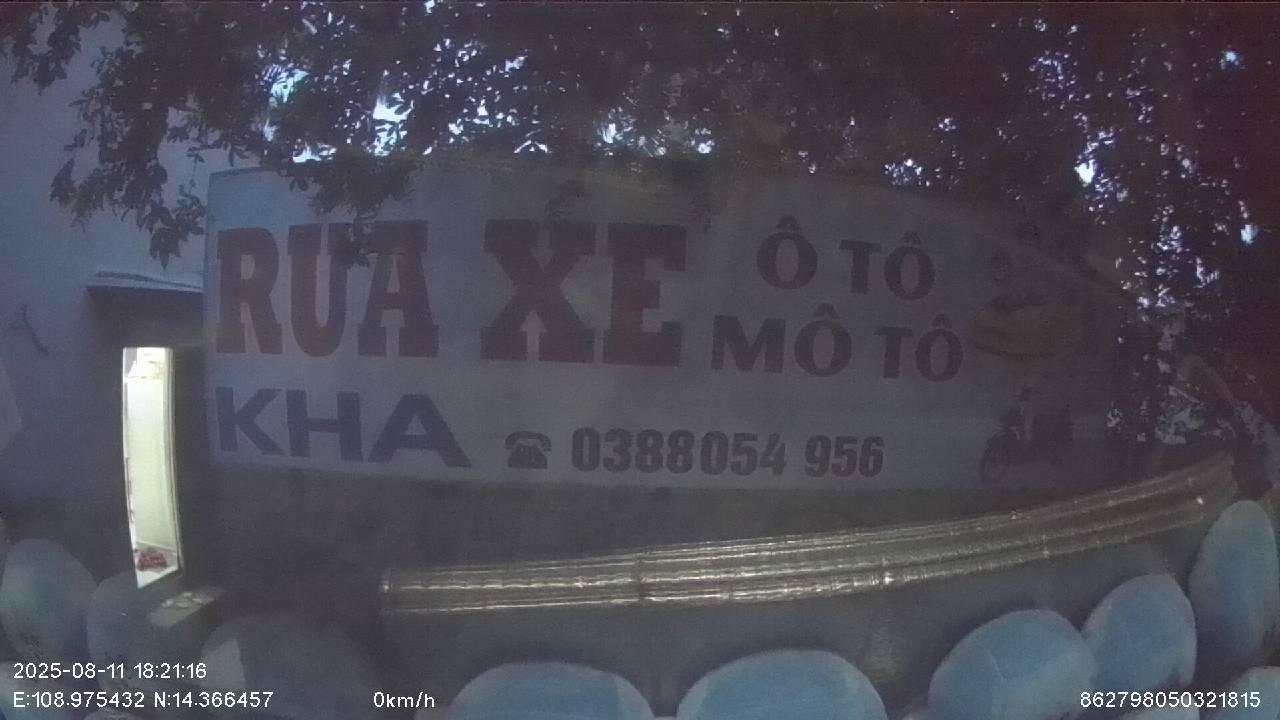 RỬA XE
Ô TÔ
MÔ TÔ
KHA
☎ 0388054 956
2025-08-11 18:21:16
E:108.975432 N:14.366457
0km/h
862798050321815